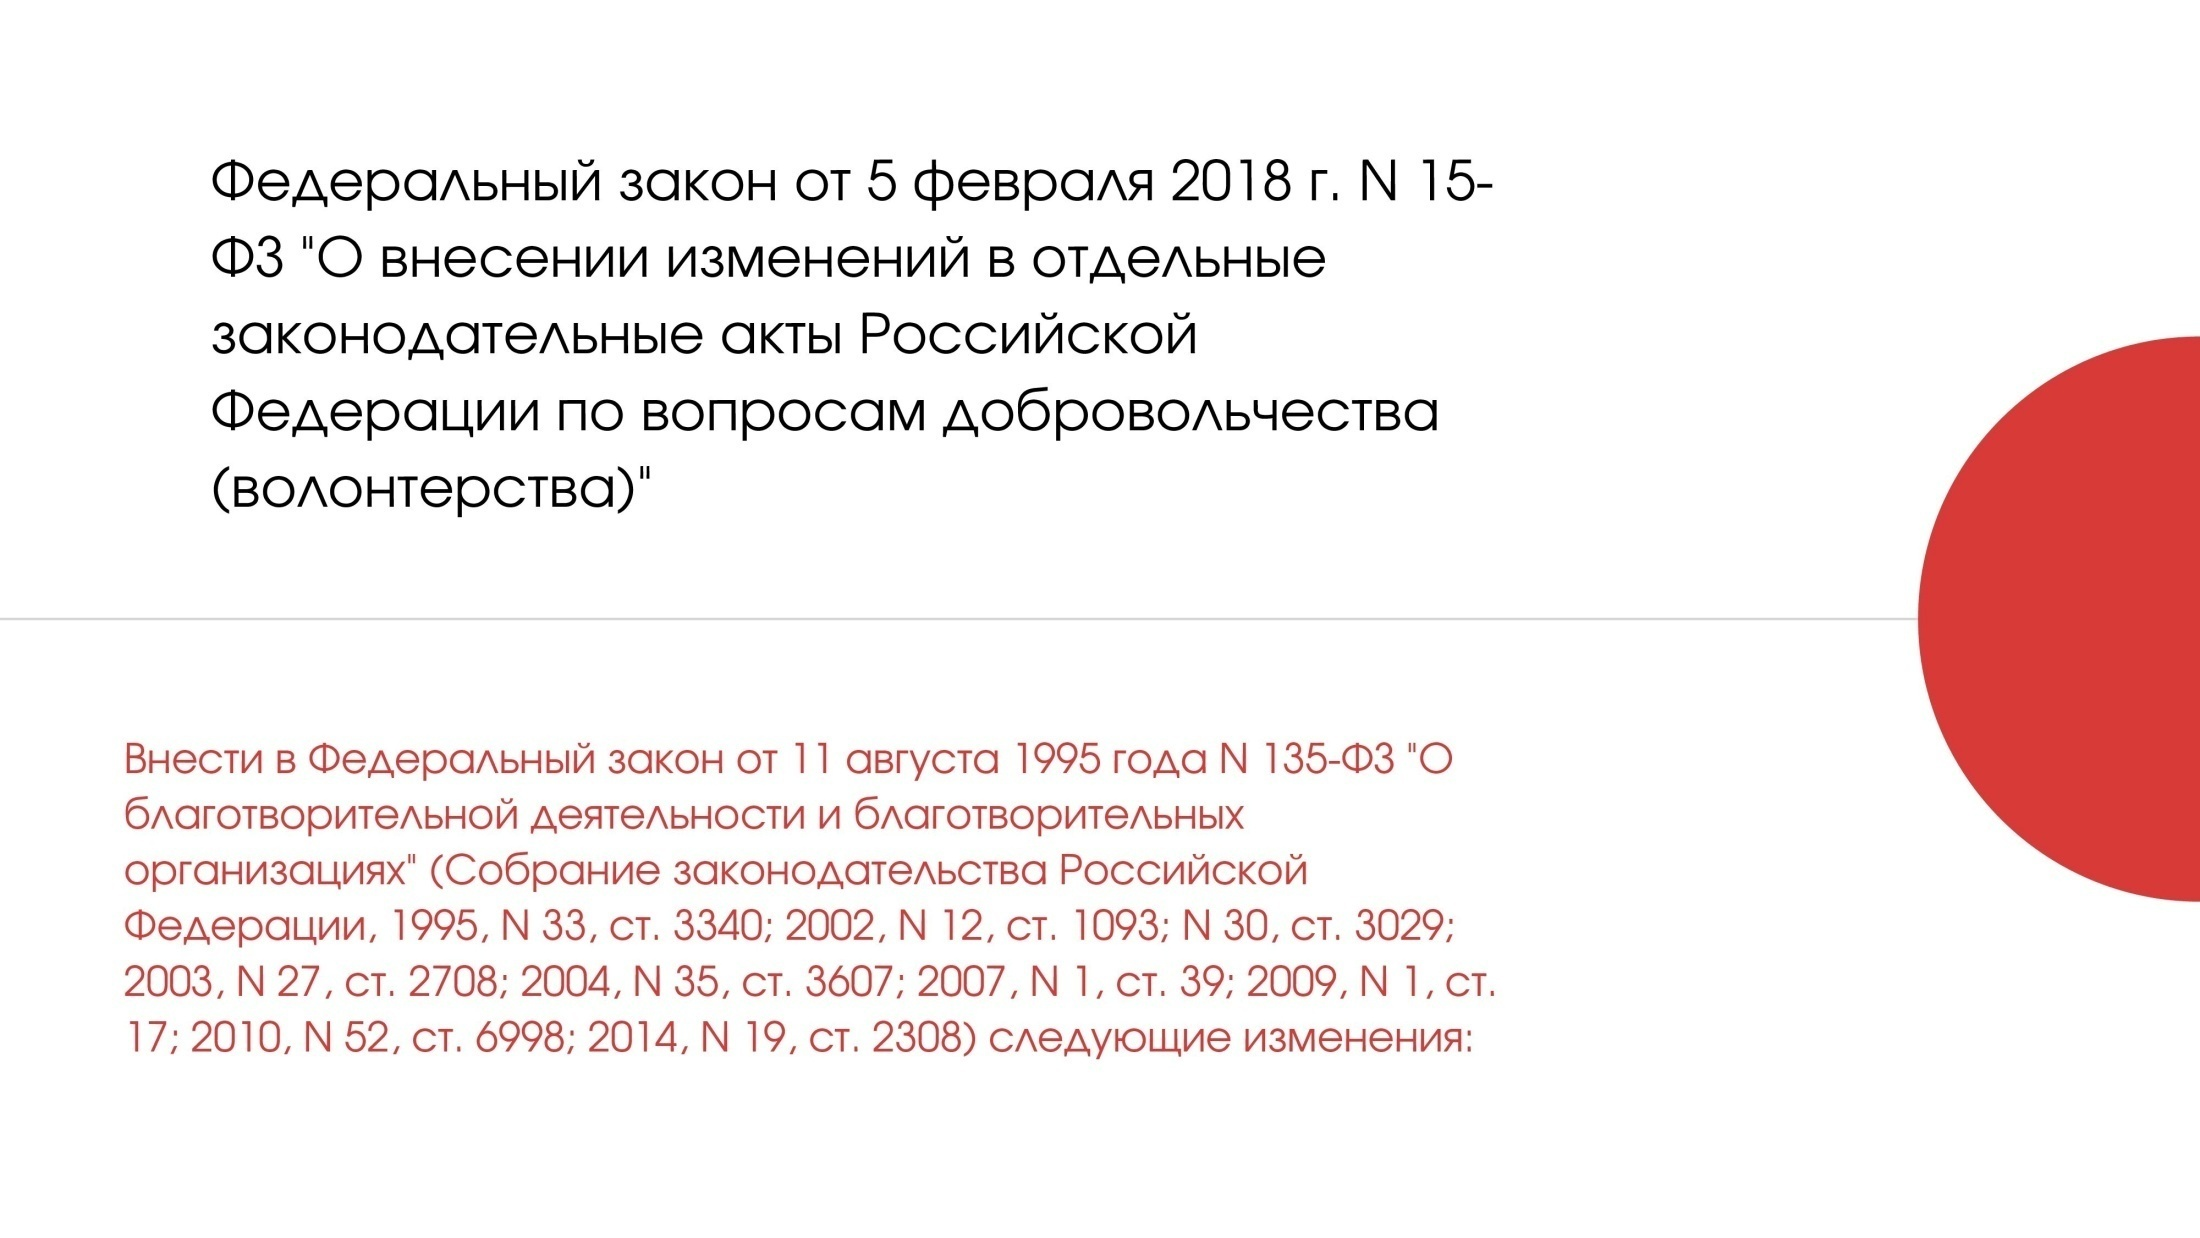 Федеральный закон от 5 февраля 2018 г. N 15-
ФЗ "О внесении изменений в отдельные
законодательные акты Российской
Федерации по вопросам добровольчества
(волонтерства)"
Внести в Федеральный закон от 11 августа 1995 года N 135-ФЗ "О
благотворительной деятельности и благотворительных
организациях" (Собрание законодательства Российской
Федерации, 1995, N 33, ст. 3340; 2002, N 12, ст. 1093; N 30, ст. 3029;
2003, N 27, ст. 2708; 2004, N 35, ст. 3607; 2007, N 1, ст. 39; 2009, N 1, ст.
17; 2010, N 52, ст. 6998; 2014, N 19, ст. 2308) следующие изменения: